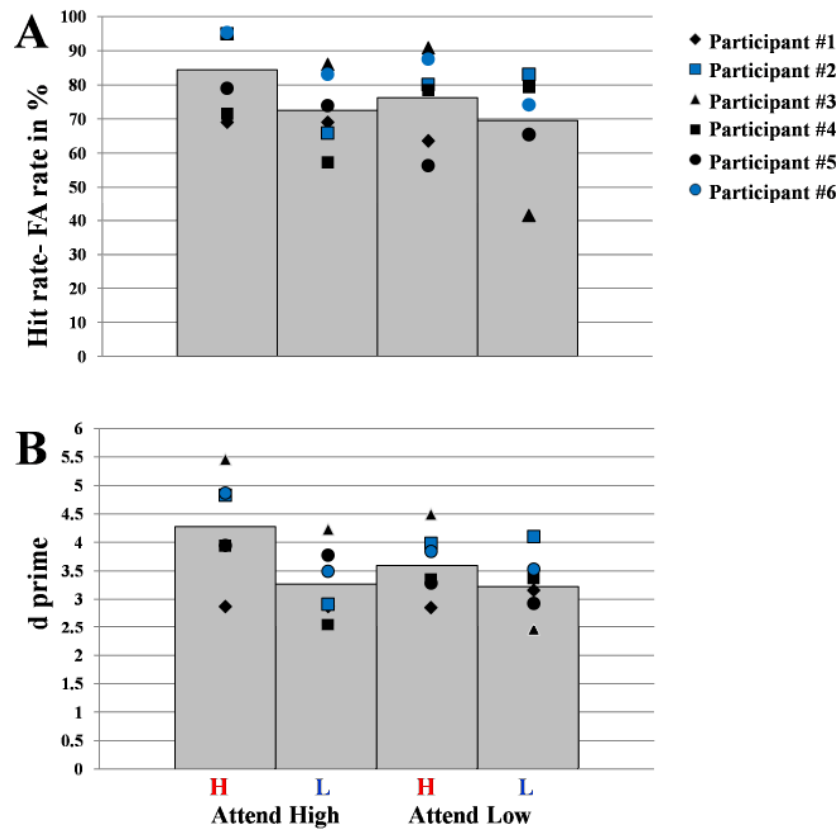 A
Hit rate- FA rate in %
100
90
80
70
60
50
40
30
20
10
0
Participant #1
Participant #2
Participant #3
Participant #4
Participant #5
Participant #6
B
d prime
6
5.5
5
4.5
4
3.5
3
2.5
2
1.5
1
0.5
0
H L H L
Attend High Attend Low